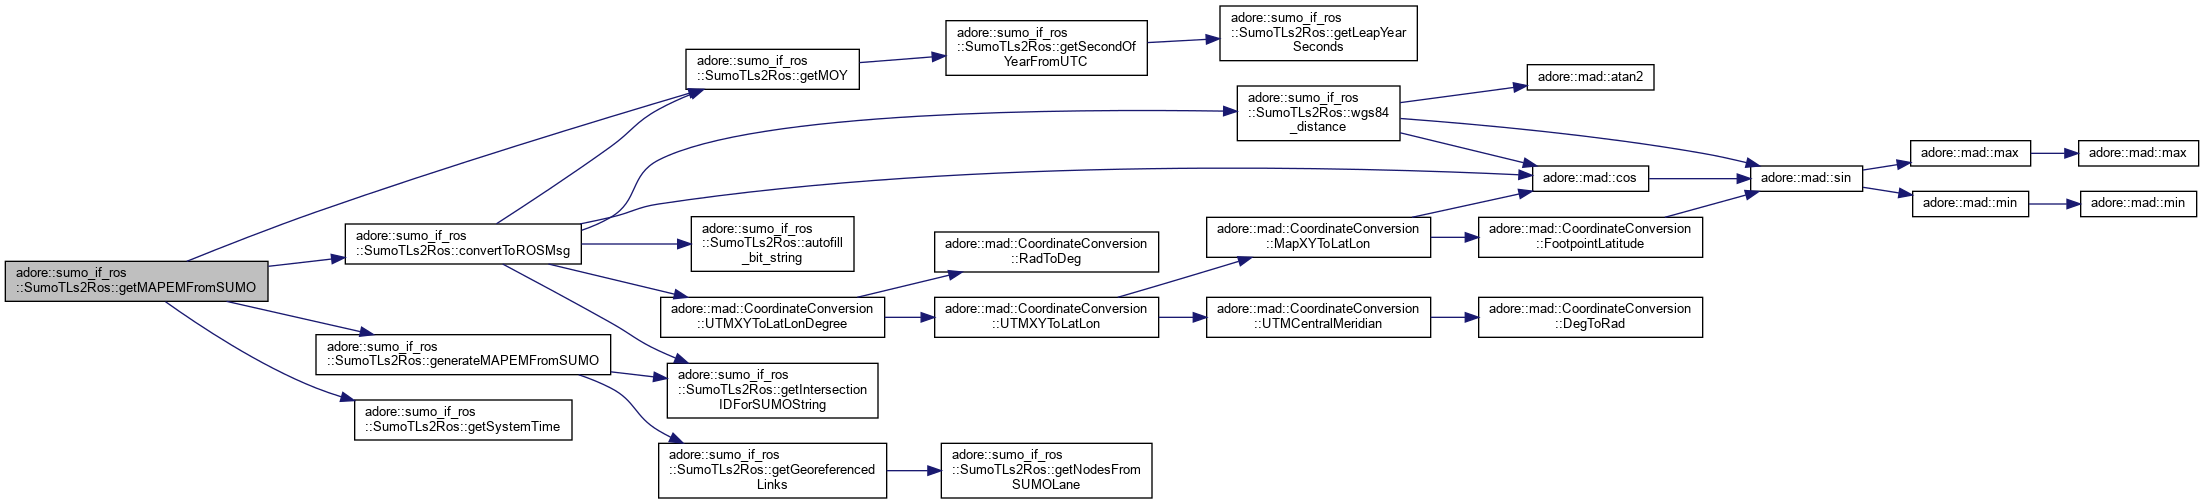 adore::sumo_if_ros
::SumoTLs2Ros::getMAPEMFromSUMO
adore::sumo_if_ros
::SumoTLs2Ros::convertToROSMsg
adore::sumo_if_ros
::SumoTLs2Ros::generateMAPEMFromSUMO
adore::sumo_if_ros
::SumoTLs2Ros::getSystemTime
adore::sumo_if_ros
::SumoTLs2Ros::getMOY
adore::sumo_if_ros
::SumoTLs2Ros::autofill
_bit_string
adore::mad::CoordinateConversion
::UTMXYToLatLonDegree
adore::sumo_if_ros
::SumoTLs2Ros::getIntersection
IDForSUMOString
adore::sumo_if_ros
::SumoTLs2Ros::getGeoreferenced
Links
adore::sumo_if_ros
::SumoTLs2Ros::getSecondOf
YearFromUTC
adore::mad::CoordinateConversion
::RadToDeg
adore::mad::CoordinateConversion
::UTMXYToLatLon
adore::sumo_if_ros
::SumoTLs2Ros::getNodesFrom
SUMOLane
adore::sumo_if_ros
::SumoTLs2Ros::getLeapYear
Seconds
adore::sumo_if_ros
::SumoTLs2Ros::wgs84
_distance
adore::mad::CoordinateConversion
::MapXYToLatLon
adore::mad::CoordinateConversion
::UTMCentralMeridian
adore::mad::atan2
adore::mad::cos
adore::mad::CoordinateConversion
::FootpointLatitude
adore::mad::CoordinateConversion
::DegToRad
adore::mad::sin
adore::mad::max
adore::mad::min
adore::mad::max
adore::mad::min